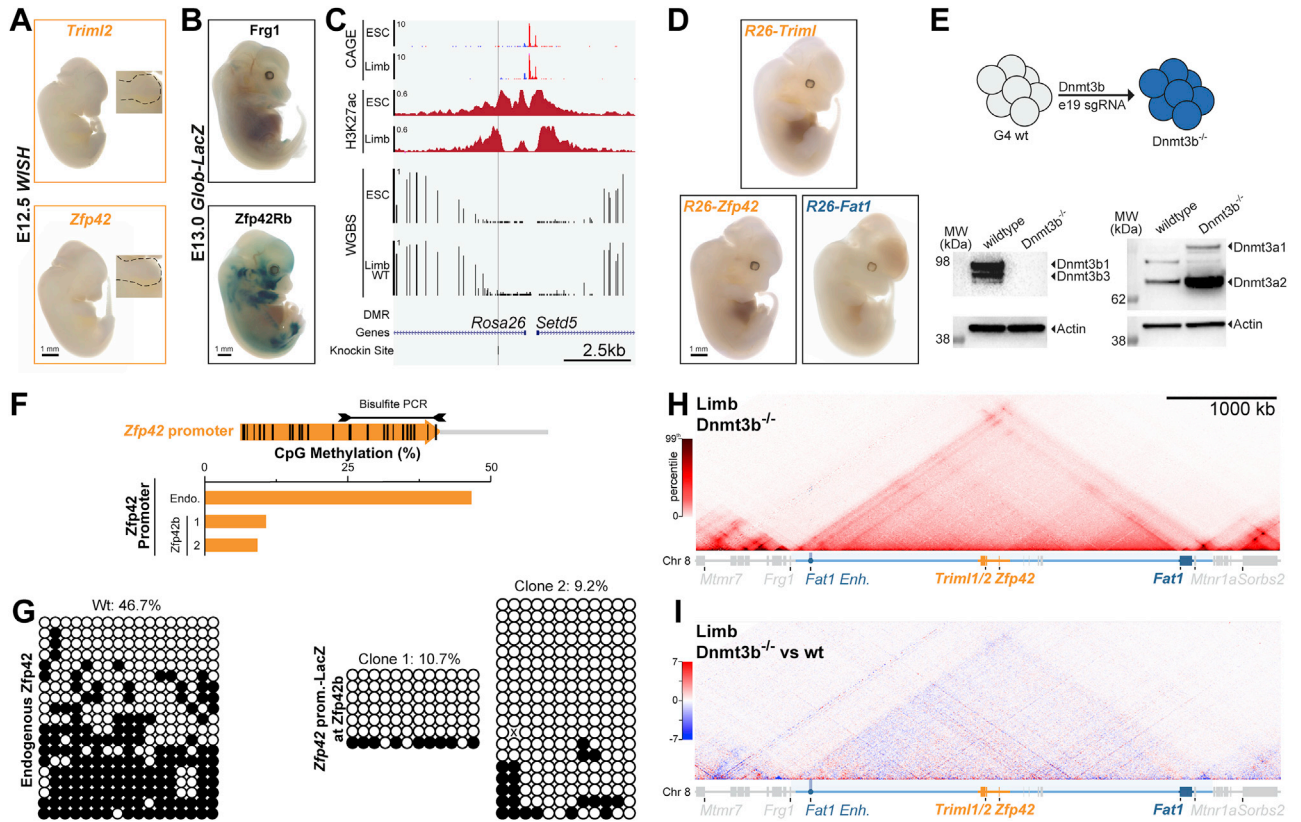 A
Triml2
E12.5 WISH
Zfp42
1 mm
B
Frg1
E13.0 Glob-LacZ
Zfp42Rb
1 mm
C
CAGE
ESC
10
Limb
10
H3K27ac
ESC
0.6
Limb
0.6
WGBS
ESC
1
Limb
WT
1
DMR
Genes
Rosa26
Setd5
Knockin Site
2.5kb
D
R26-Triml
R26-Zfp42
R26-Fat1
1 mm
E
G4 wt
Dnmt3b
e19 sgRNA
Dnmt3b-/-
MW
(kDa)
wildtype
Dnmt3b-/-
98
Dnmt3b1
Dnmt3b3
Actin
38
MW
(kDa)
wildtype
Dnmt3b-/-
Dnmt3a1
Dnmt3a2
62
Actin
38
F
Bisulfite PCR
Zfp42 promoter
CpG Methylation (%)
0
25
50
Zfp42
Promoter
Endo.
Zfp42b
1
2
G
Wt: 46.7%
Endogenous Zfp42
Clone 1: 10.7%
Zfp42 prom.-LacZ
at Zfp42b
Clone 2: 9.2%
X
H
Limb
Dnmt3b-/-
1000 kb
99th
percentile
0
Chr 8
Mtmr7
Frg1
Fat1 Enh.
Triml1/2 Zfp42
Fat1
Mtnr1a
Sorbs2
I
Limb
Dnmt3b-/- vs wt
7
0
-7
Chr 8
Mtmr7
Frg1
Fat1 Enh.
Triml1/2 Zfp42
Fat1
Mtnr1a
Sorbs2